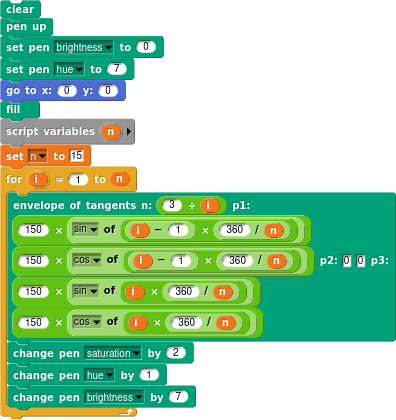 clear
pen up
set pen brightness to 0
set pen hue to 7
go to x: 0 y: 0
fill
script variables n
set n to 15
for i = 1 to n
envelope of tangents n: 3 + i p1:
150 × sin of i − 1 × 360 / n
150 × cos of i − 1 × 360 / n p2: 0 0 p3:
150 × sin of i × 360 / n
150 × cos of i × 360 / n
change pen saturation by 2
change pen hue by 1
change pen brightness by 7